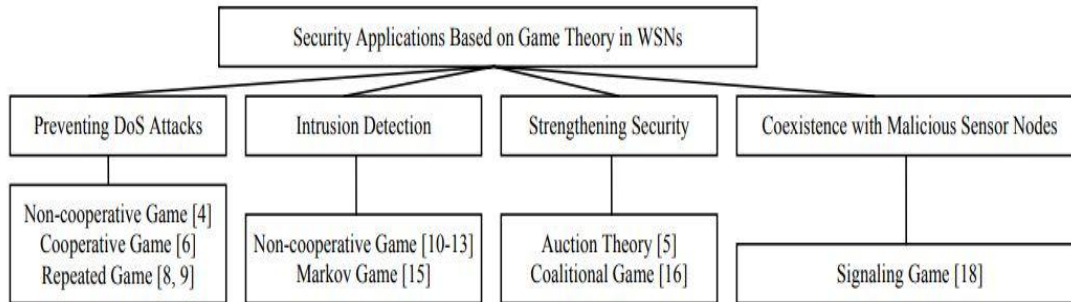 Security Applications Based on Game Theory in WSNs
Preventing DoS Attacks
Intrusion Detection
Strengthening Security
Coexistence with Malicious Sensor Nodes
Non-cooperative Game [4]
Cooperative Game [6]
Repeated Game [8, 9]
Non-cooperative Game [10-13]
Markov Game [15]
Auction Theory [5]
Coalitional Game [16]
Signaling Game [18]